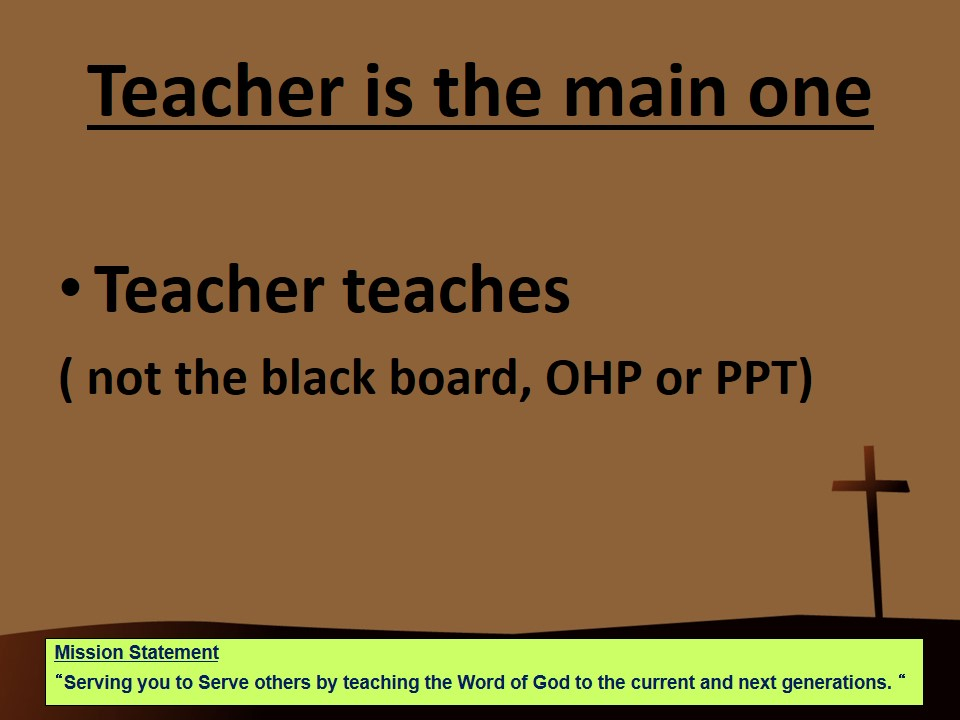 Teacher is the main one
• Teacher teaches
( not the black board, OHP or PPT)
Mission Statement
“Serving you to Serve others by teaching the Word of God to the current and next generations. “